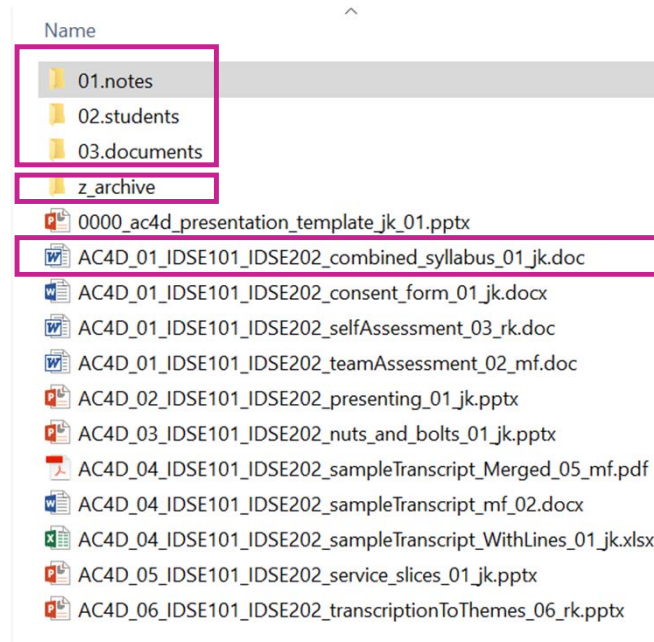 Name
01.notes
02.students
03.documents
z_archive
0000_ac4d_presentation_template_jk_01.pptx
AC4D_01_IDSE101_IDSE202_combined_syllabus_01_jk.doc
AC4D_01_IDSE101_IDSE202_consent_form_01_jk.docx
AC4D_01_IDSE101_IDSE202_selfAssessment_03_rk.doc
AC4D_01_IDSE101_IDSE202_teamAssessment_02_mf.doc
AC4D_02_IDSE101_IDSE202_presenting_01_jk.pptx
AC4D_03_IDSE101_IDSE202_nuts_and_bolts_01_jk.pptx
AC4D_04_IDSE101_IDSE202_sampleTranscript_Merged_05_mf.pdf
AC4D_04_IDSE101_IDSE202_sampleTranscript_mf_02.docx
AC4D_04_IDSE101_IDSE202_sampleTranscript_WithLines_01_jk.xlsx
AC4D_05_IDSE101_IDSE202_service_slices_01_jk.pptx
AC4D_06_IDSE101_IDSE202_transcriptionToThemes_06_rk.pptx